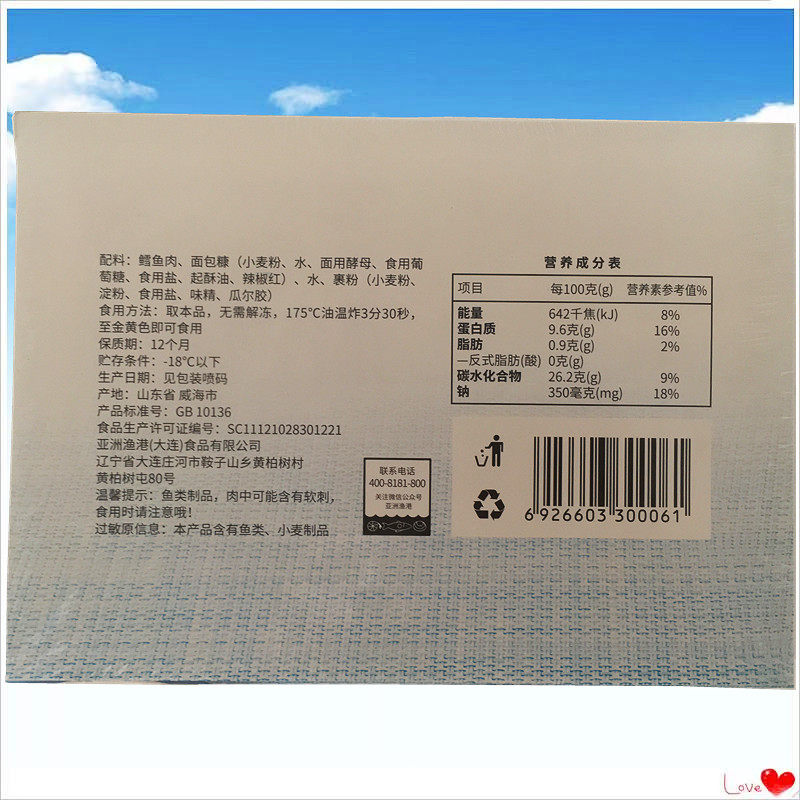 配料：鳕鱼肉、面包糠（小麦粉、水、面用酵母、食用葡
萄糖、食用盐、起酥油、辣椒红）、水、裹粉（小麦粉、
淀粉、食用盐、味精、瓜尔胶）
食用方法：取本品，无需解冻，175℃油温炸3分30秒，
至金黄色即可食用
保质期：12个月
贮存条件：-18℃以下
生产日期：见包装喷码
产地：山东省 威海市
产品标准号：GB 10136
食品生产许可证编号：SC11121028301221
亚洲渔港(大连)食品有限公司
辽宁省大连庄河市鞍子山乡黄柏树村
黄柏树屯80号
温馨提示：鱼类制品，肉中可能含有软刺，
食用时请注意哦！
过敏原信息：本产品含有鱼类、小麦制品
联系电话
400-8181-800
关注微信公众号
亚洲渔港
营养成分表
项目 每100克(g) 营养素参考值%
能量 642千焦(kJ) 8%
蛋白质 9.6克(g) 16%
脂肪 0.9克(g) 2%
—反式脂肪(酸) 0克(g)
碳水化合物 26.2克(g) 9%
钠 350毫克(mg) 18%
6 926603 300061
Love